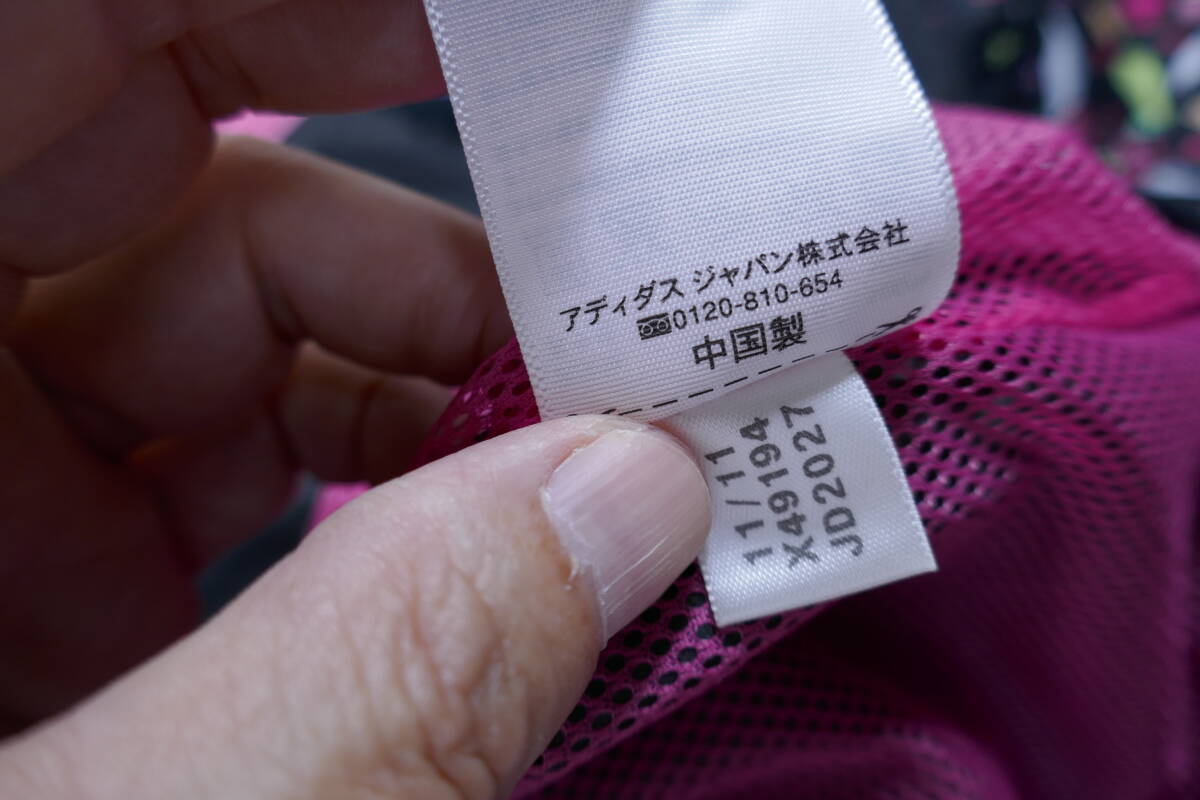 アディダス ジャパン株式会社
0120-810-654
中国製
11/11
X49194
JD2027